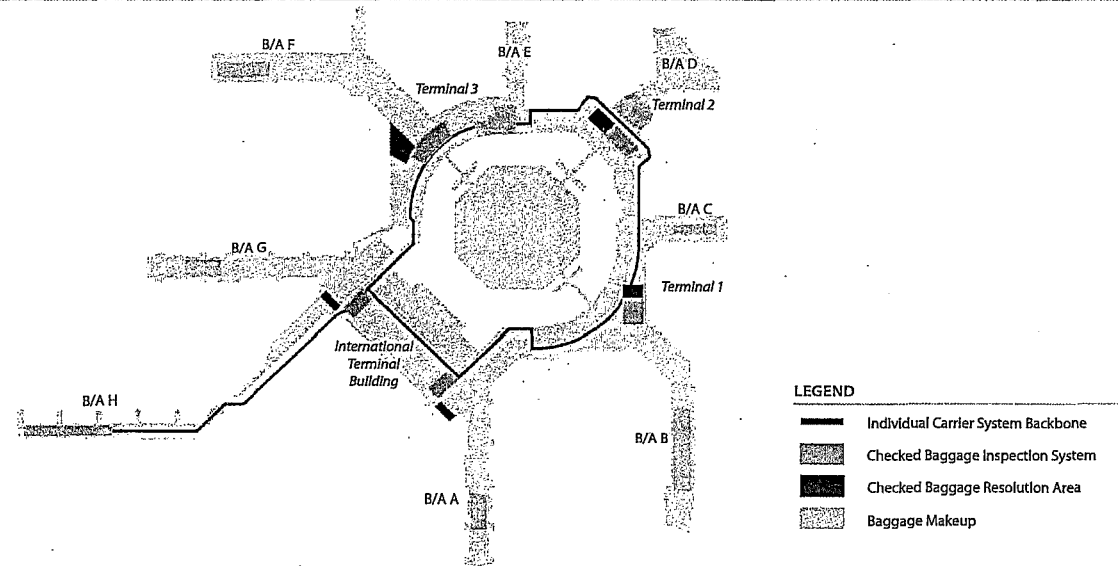 B/A F
B/A E
B/A D
Terminal 3
Terminal 2
B/A C
B/A G
Terminal 1
International
Terminal
Building
B/A H
B/A B
B/A A
LEGEND
Individual Carrier System Backbone
Checked Baggage Inspection System
Checked Baggage Resolution Area
Baggage Makeup